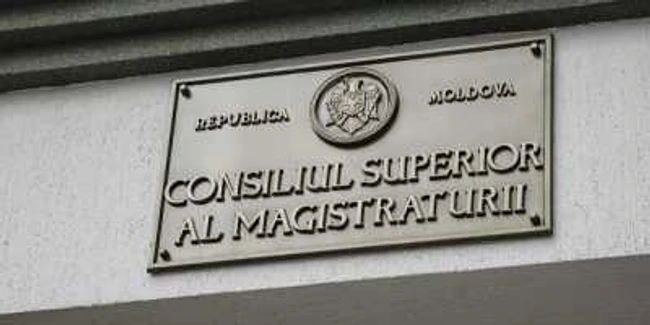 REPUBLICA MOLDOVA
CONSILIUL SUPERIOR
AL MAGISTRATURII